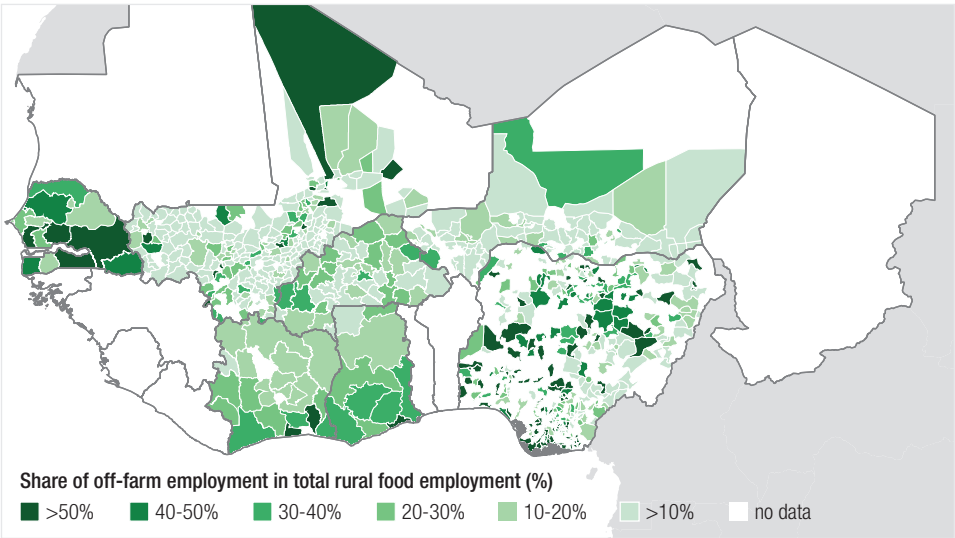 Share of off-farm employment in total rural food employment (%)
>50% 40-50% 30-40% 20-30% 10-20% >10% no data